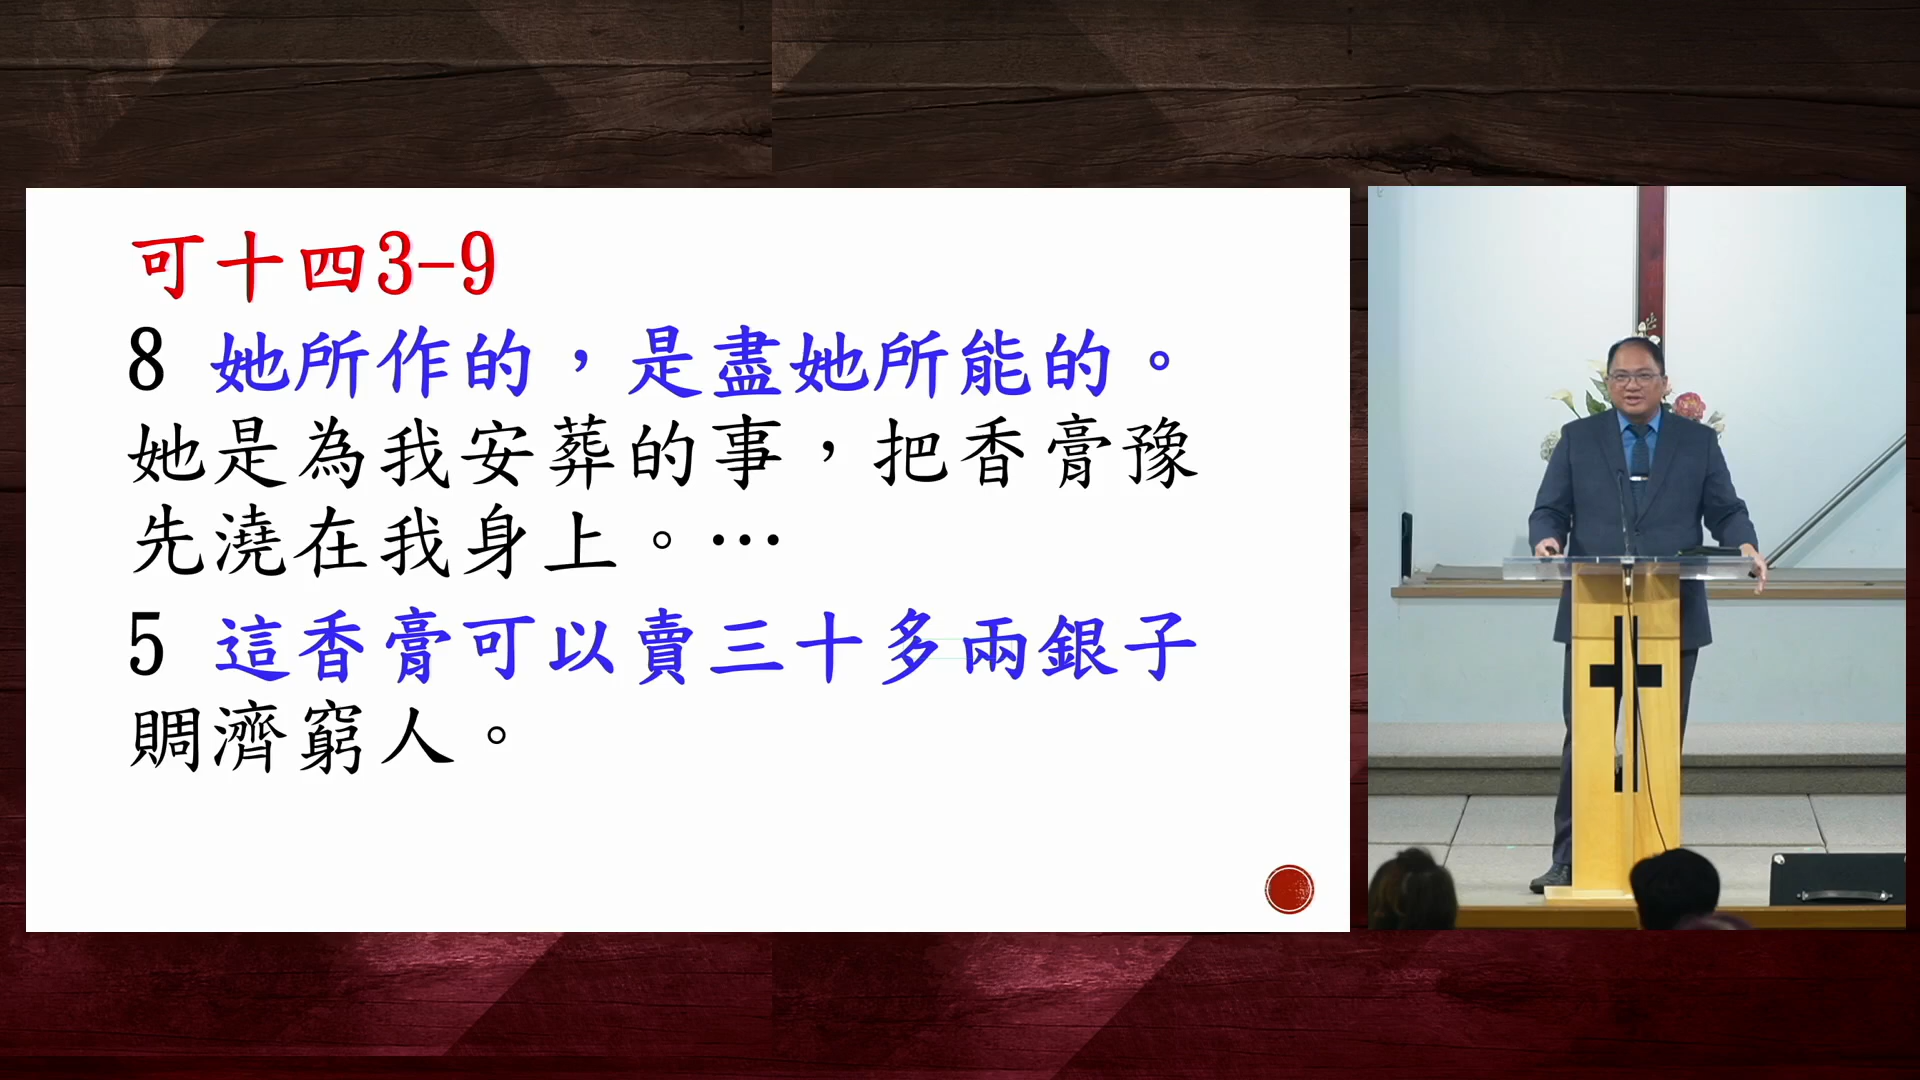 可十四3-9
8 她所作的，是盡她所能的。
她是為我安葬的事，把香膏豫
先澆在我身上。…
5 這香膏可以賣三十多兩銀子
賙濟窮人。